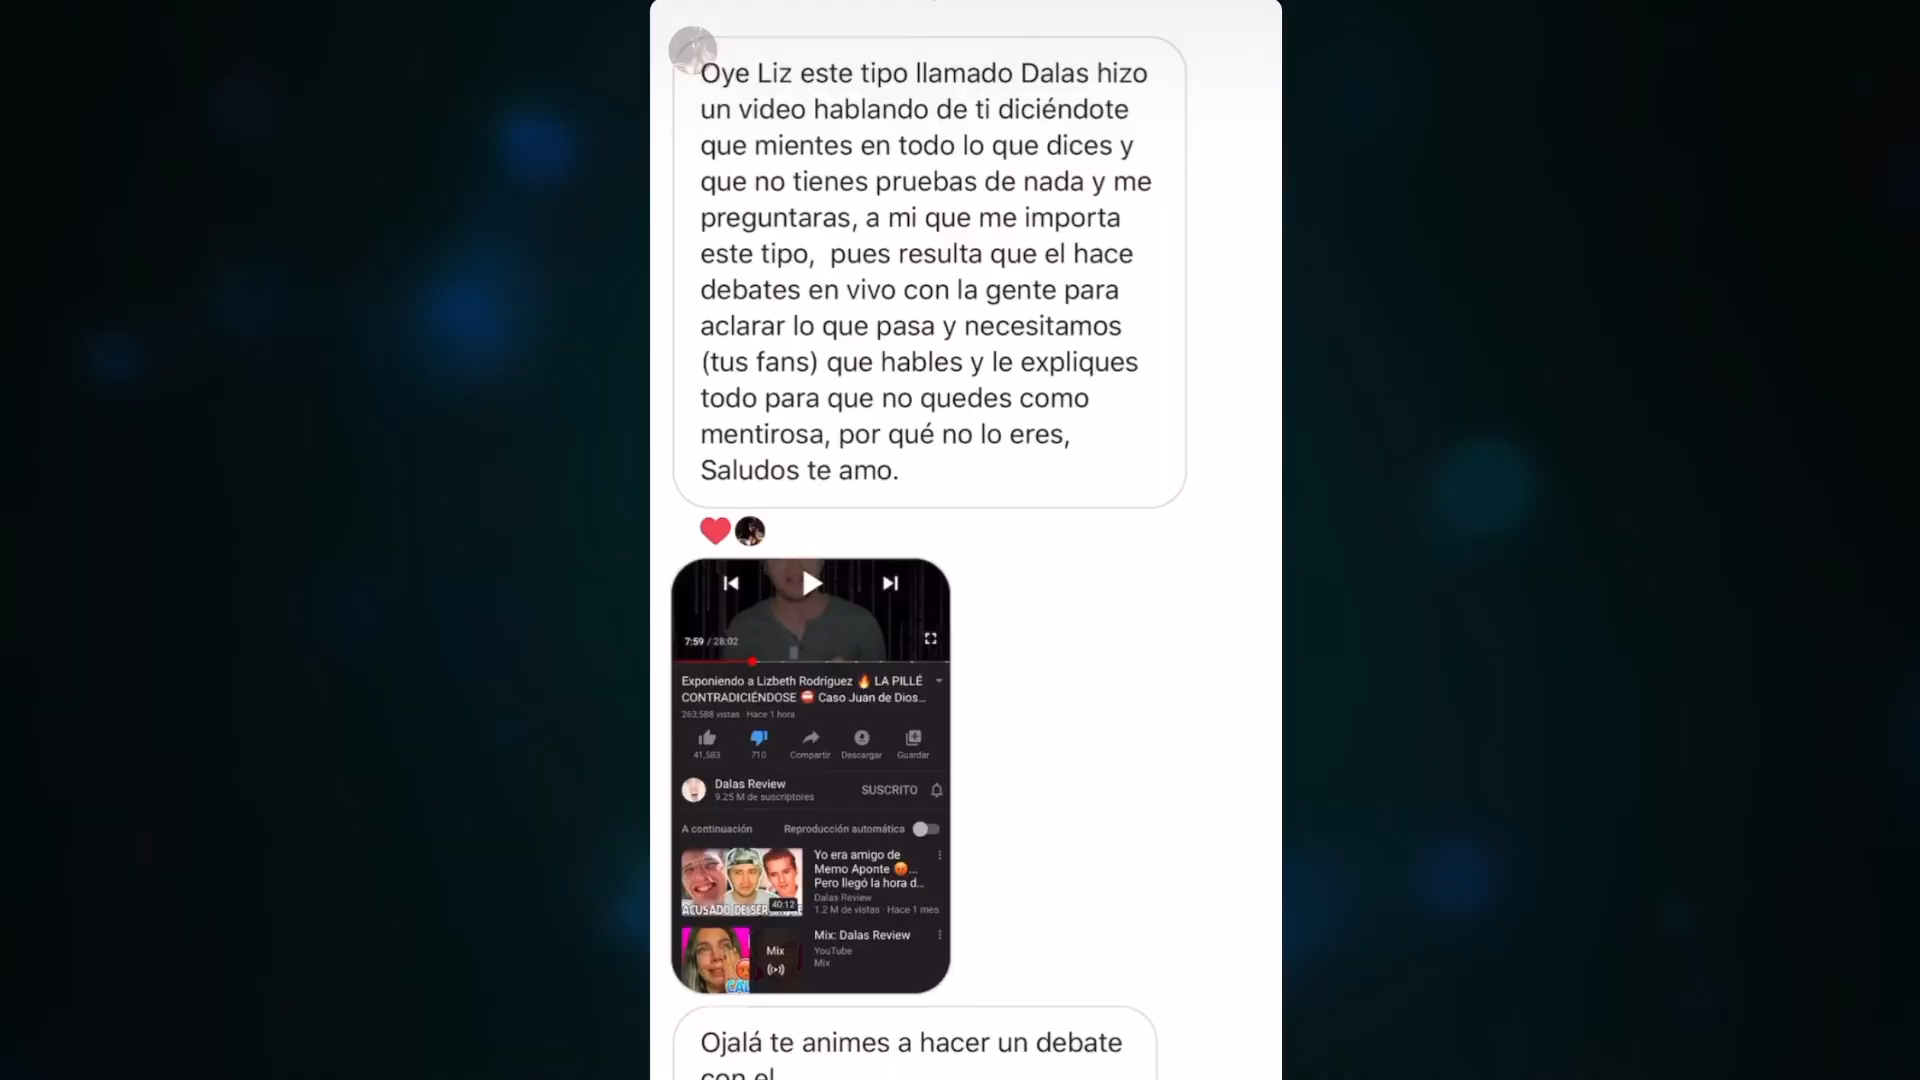 Oye Liz este tipo llamado Dalas hizo
un video hablando de ti diciéndote
que mientes en todo lo que dices y
que no tienes pruebas de nada y me
preguntaras, a mi que me importa
este tipo,  pues resulta que el hace
debates en vivo con la gente para
aclarar lo que pasa y necesitamos
(tus fans) que hables y le expliques
todo para que no quedes como
mentirosa, por qué no lo eres,
Saludos te amo.
7:59 / 28:02
Exponiendo a Lizbeth Rodríguez 🔥 LA PILLÉ
CONTRADICIÉNDOSE ⛔ Caso Juan de Dios...
263,588 vistas · Hace 1 hora
41,583
710
Compartir
Descargar
Guardar
Dalas Review
9.25 M de suscriptores
SUSCRITO
A continuación
Reproducción automática
ACUSADO DE SER
40:12
Yo era amigo de
Memo Aponte 😡...
Pero llegó la hora d...
Dalas Review
1.2 M de vistas · Hace 1 mes
Mix
Mix: Dalas Review
YouTube
Mix
Ojalá te animes a hacer un debate
con el